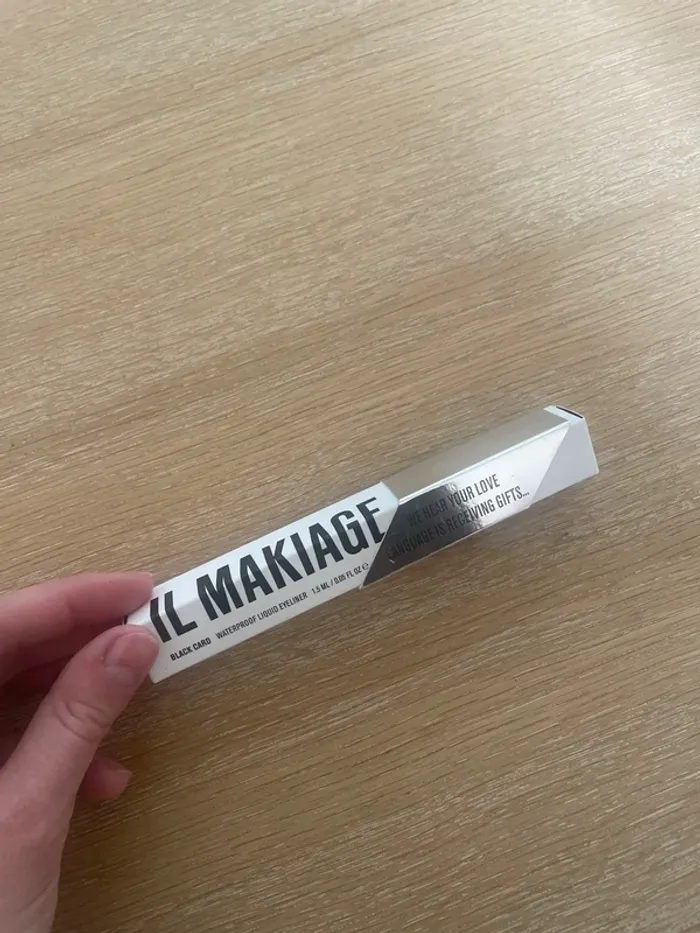 IL MAKIAGE
BLACK CARD WATERPROOF LIQUID EYELINER 1.5 ML / 0.05 FL OZ ℮
WE HEAR YOUR LOVE
LANGUAGE IS RECEIVING GIFTS...